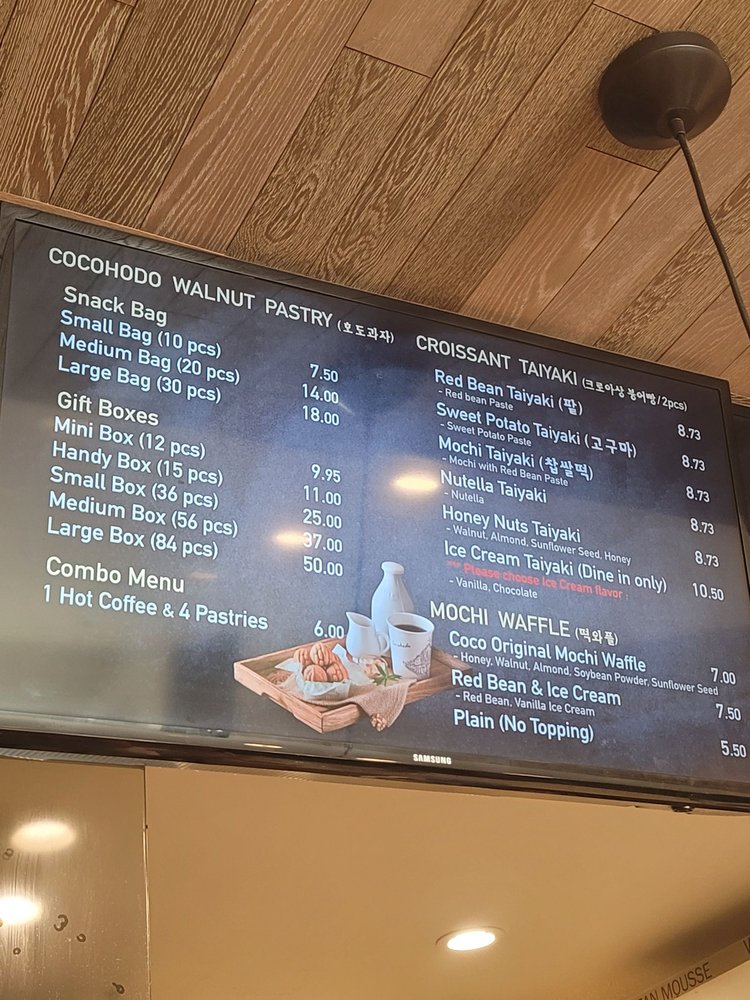 COCOHODO WALNUT PASTRY (호도과자)
Snack Bag
Small Bag (10 pcs) 7.50
Medium Bag (20 pcs) 14.00
Large Bag (30 pcs) 18.00
Gift Boxes
Mini Box (12 pcs) 9.95
Handy Box (15 pcs) 11.00
Small Box (36 pcs) 25.00
Medium Box (56 pcs) 37.00
Large Box (84 pcs) 50.00
Combo Menu
1 Hot Coffee & 4 Pastries 6.00
CROISSANT TAIYAKI (크로아상 붕어빵/2pcs)
Red Bean Taiyaki (팥) 8.73
- Red bean Paste
Sweet Potato Taiyaki (고구마) 8.73
- Sweet Potato Paste
Mochi Taiyaki (찹쌀떡) 8.73
- Mochi with Red Bean Paste
Nutella Taiyaki 8.73
- Nutella
Honey Nuts Taiyaki 8.73
- Walnut, Almond, Sunflower Seed, Honey
Ice Cream Taiyaki (Dine in only) 10.50
*** Please choose Ice Cream flavor :
- Vanilla, Chocolate
MOCHI WAFFLE (떡와플)
Coco Original Mochi Waffle 7.00
- Honey, Walnut, Almond, Soybean Powder, Sunflower Seed
Red Bean & Ice Cream 7.50
- Red Bean, Vanilla Ice Cream
Plain (No Topping) 5.50
SAMSUNG
MOUSSE